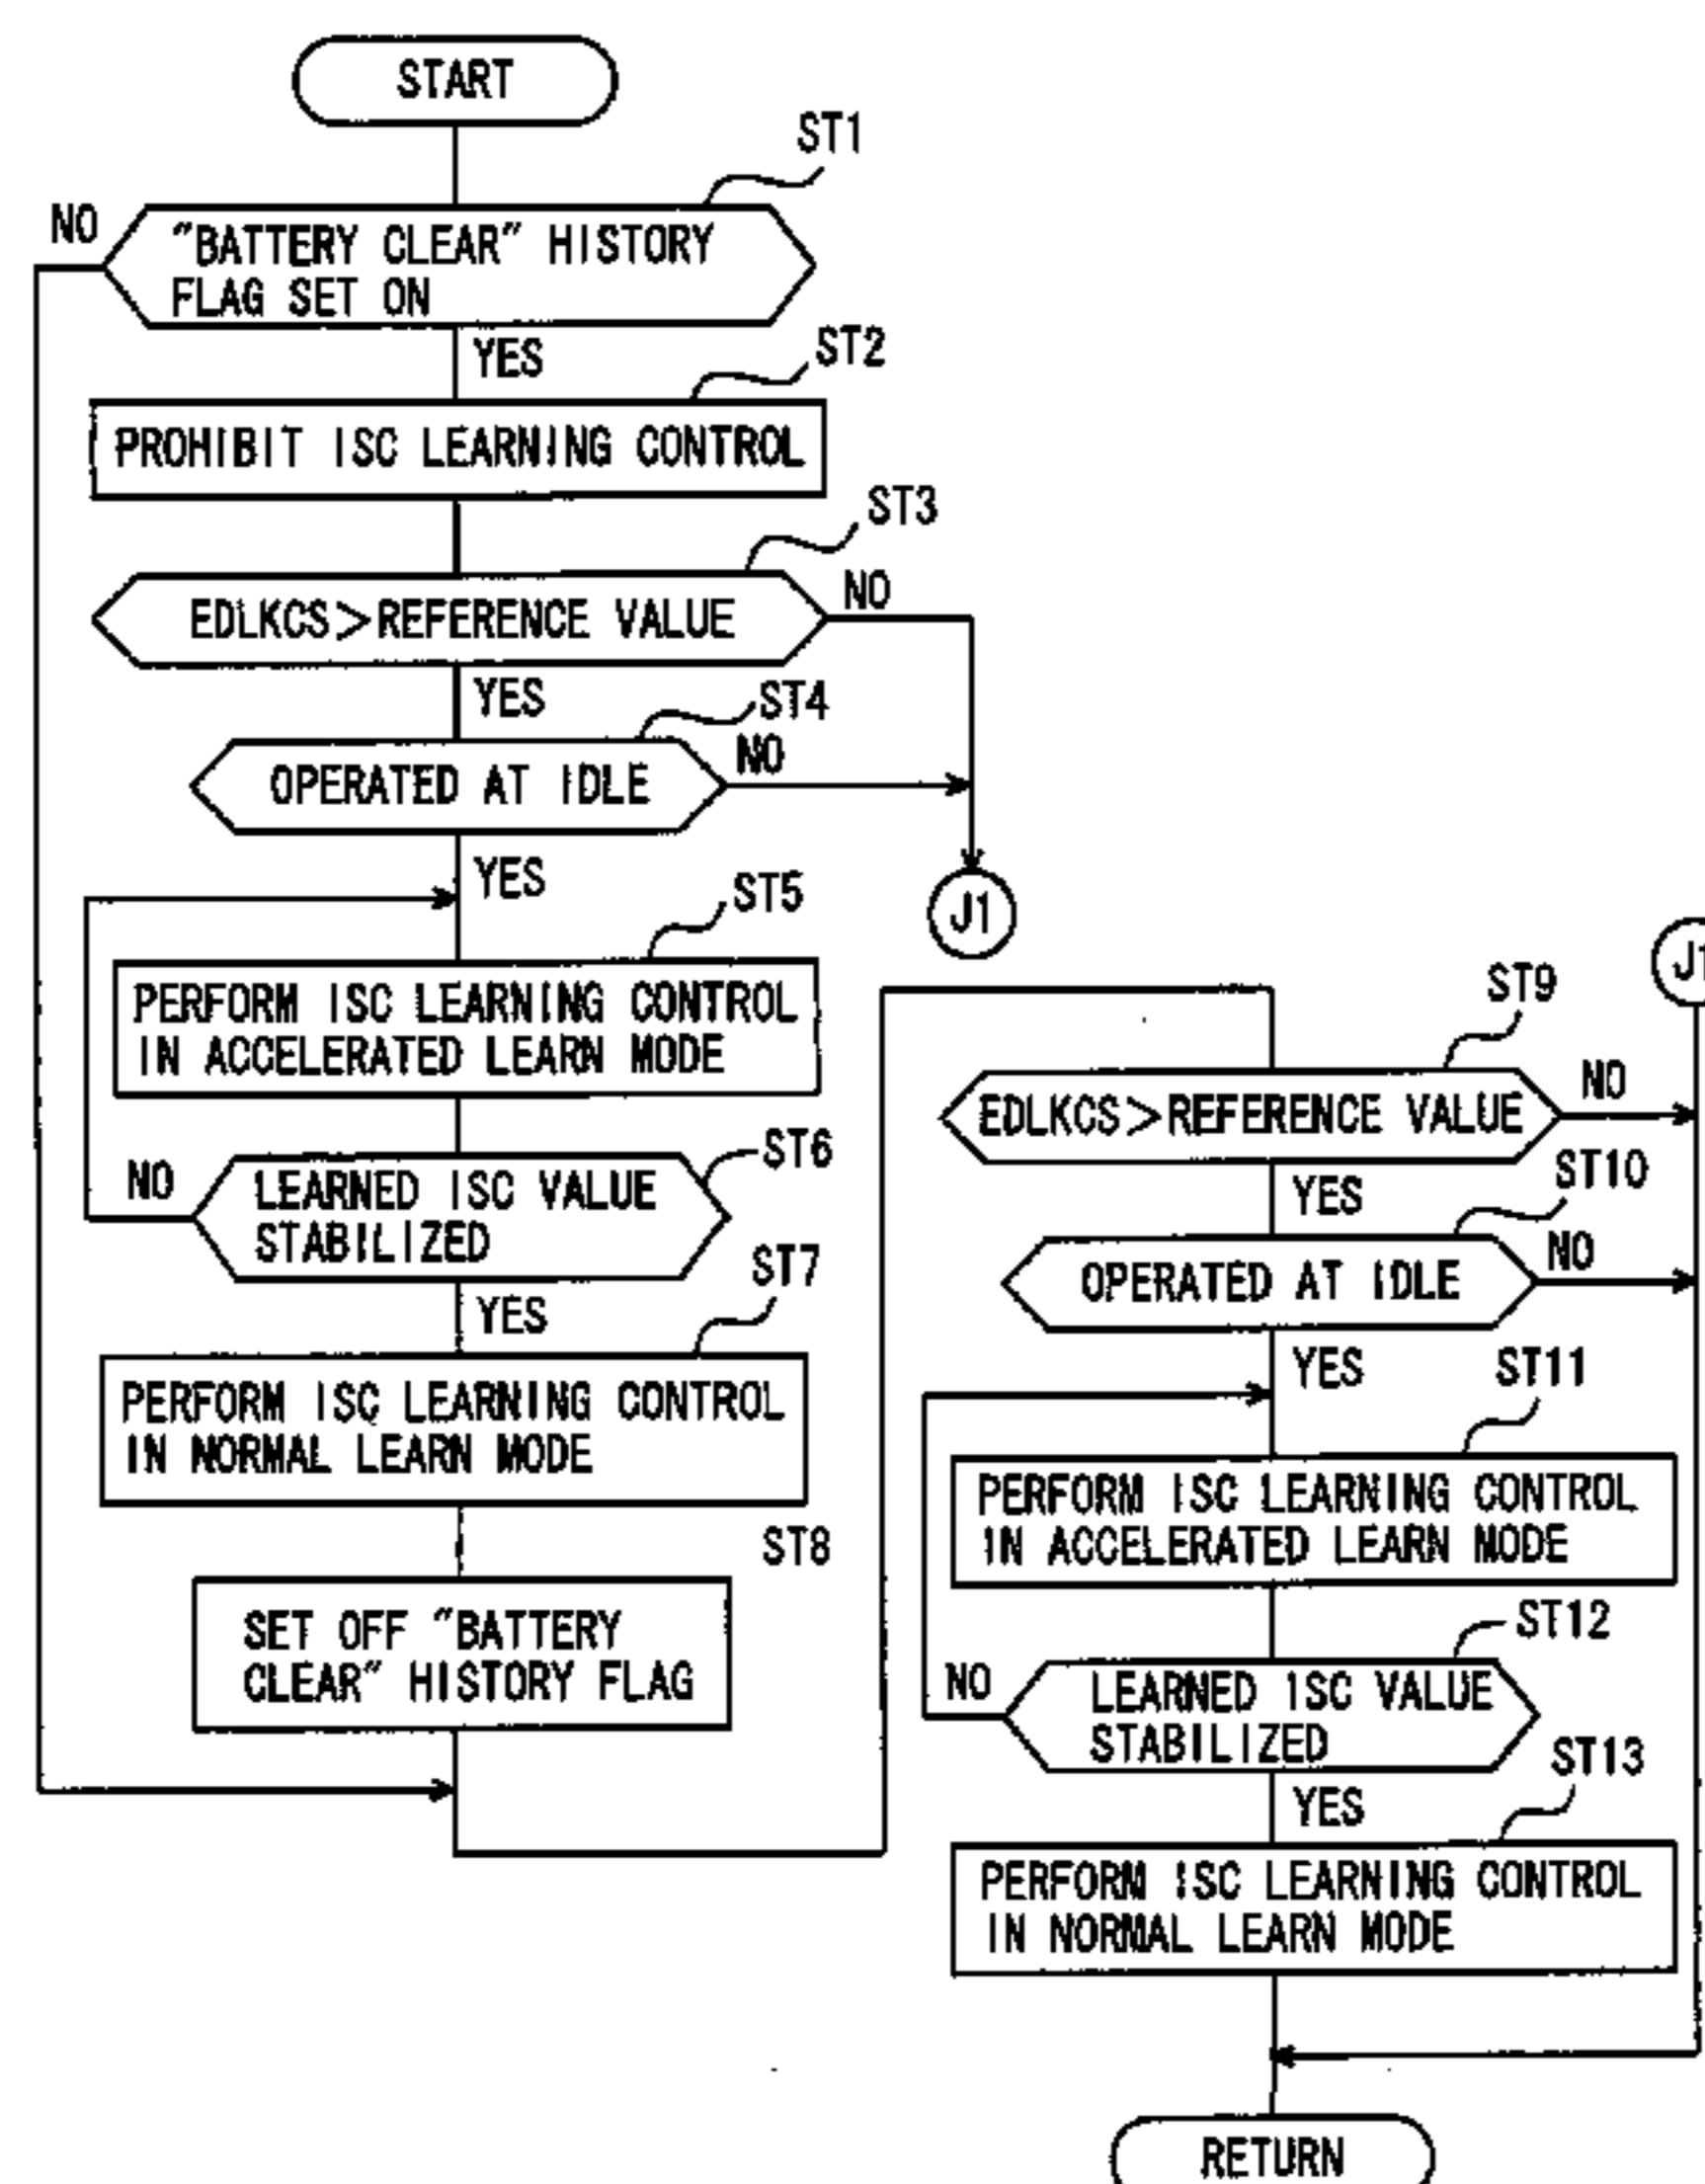 START
ST1
NO
"BATTERY CLEAR" HISTORY
FLAG SET ON
YES
ST2
PROHIBIT ISC LEARNING CONTROL
ST3
EDLKCS>REFERENCE VALUE
NO
YES
ST4
OPERATED AT IDLE
NO
YES
J1
ST5
PERFORM ISC LEARNING CONTROL
IN ACCELERATED LEARN MODE
ST6
NO
LEARNED ISC VALUE
STABILIZED
YES
ST7
PERFORM ISC LEARNING CONTROL
IN NORMAL LEARN MODE
ST8
SET OFF "BATTERY
CLEAR" HISTORY FLAG
J1
ST9
EDLKCS>REFERENCE VALUE
NO
YES
ST10
OPERATED AT IDLE
NO
YES
ST11
PERFORM ISC LEARNING CONTROL
IN ACCELERATED LEARN MODE
ST12
NO
LEARNED ISC VALUE
STABILIZED
YES
ST13
PERFORM ISC LEARNING CONTROL
IN NORMAL LEARN MODE
RETURN